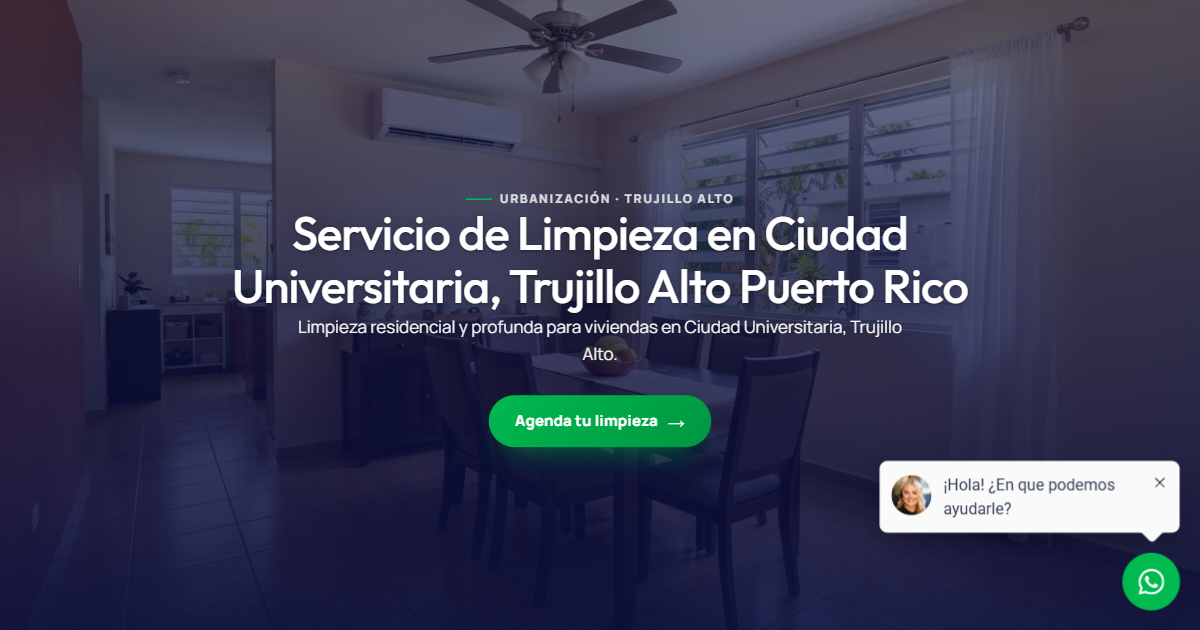 URBANIZACIÓN · TRUJILLO ALTO
Servicio de Limpieza en Ciudad
Universitaria, Trujillo Alto Puerto Rico
Limpieza residencial y profunda para viviendas en Ciudad Universitaria, Trujillo
Alto.
Agenda tu limpieza →
¡Hola! ¿En que podemos
ayudarle?